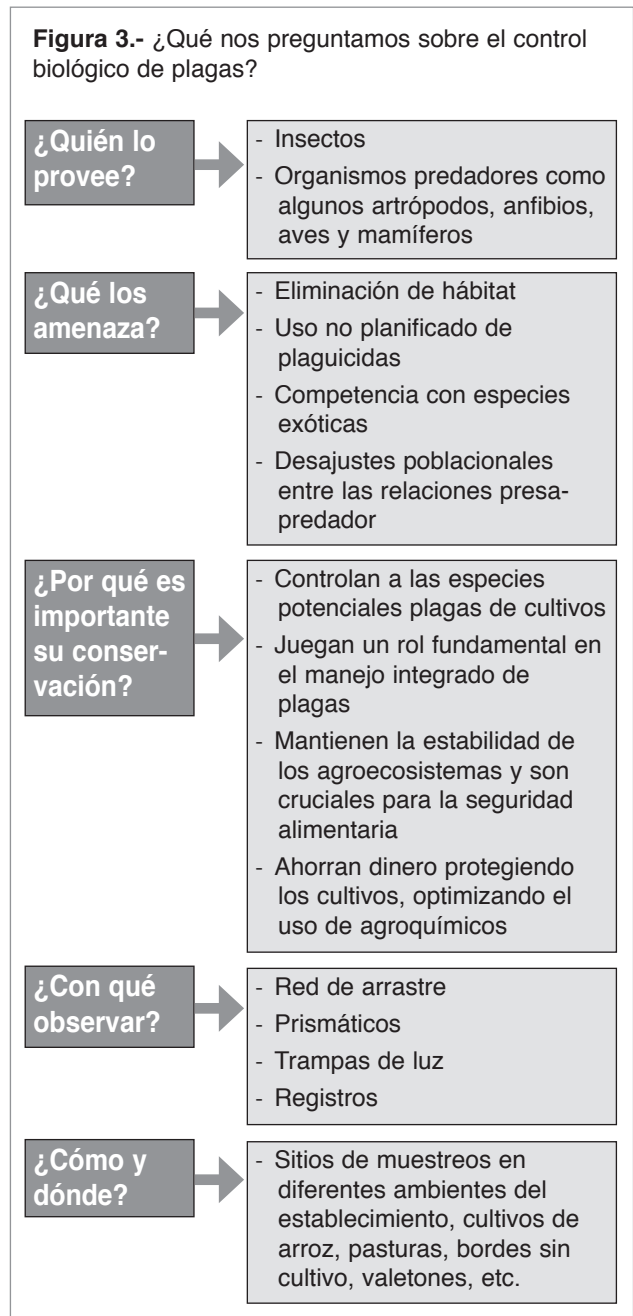 Figura 3.- ¿Qué nos preguntamos sobre el control
biológico de plagas?
¿Quién lo
provee?
- Insectos
- Organismos predadores como
algunos artrópodos, anfibios,
aves y mamíferos
¿Qué los
amenaza?
- Eliminación de hábitat
- Uso no planificado de
plaguicidas
- Competencia con especies
exóticas
- Desajustes poblacionales
entre las relaciones presa-
predador
¿Por qué es
importante
su conser-
vación?
- Controlan a las especies
potenciales plagas de cultivos
- Juegan un rol fundamental en
el manejo integrado de
plagas
- Mantienen la estabilidad de
los agroecosistemas y son
cruciales para la seguridad
alimentaria
- Ahorran dinero protegiendo
los cultivos, optimizando el
uso de agroquímicos
¿Con qué
observar?
- Red de arrastre
- Prismáticos
- Trampas de luz
- Registros
¿Cómo y
dónde?
- Sitios de muestreos en
diferentes ambientes del
establecimiento, cultivos de
arroz, pasturas, bordes sin
cultivo, valetones, etc.